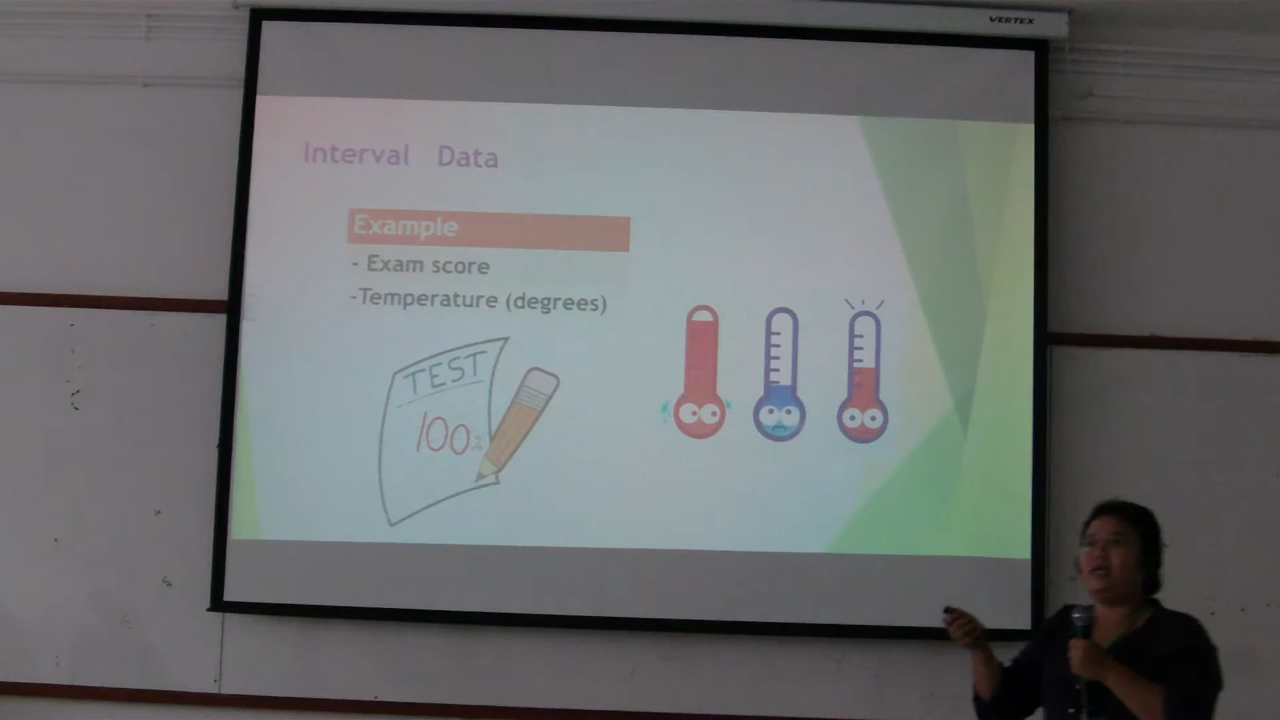 VERTEX
Interval Data
Example
- Exam score
-Temperature (degrees)
TEST
100%